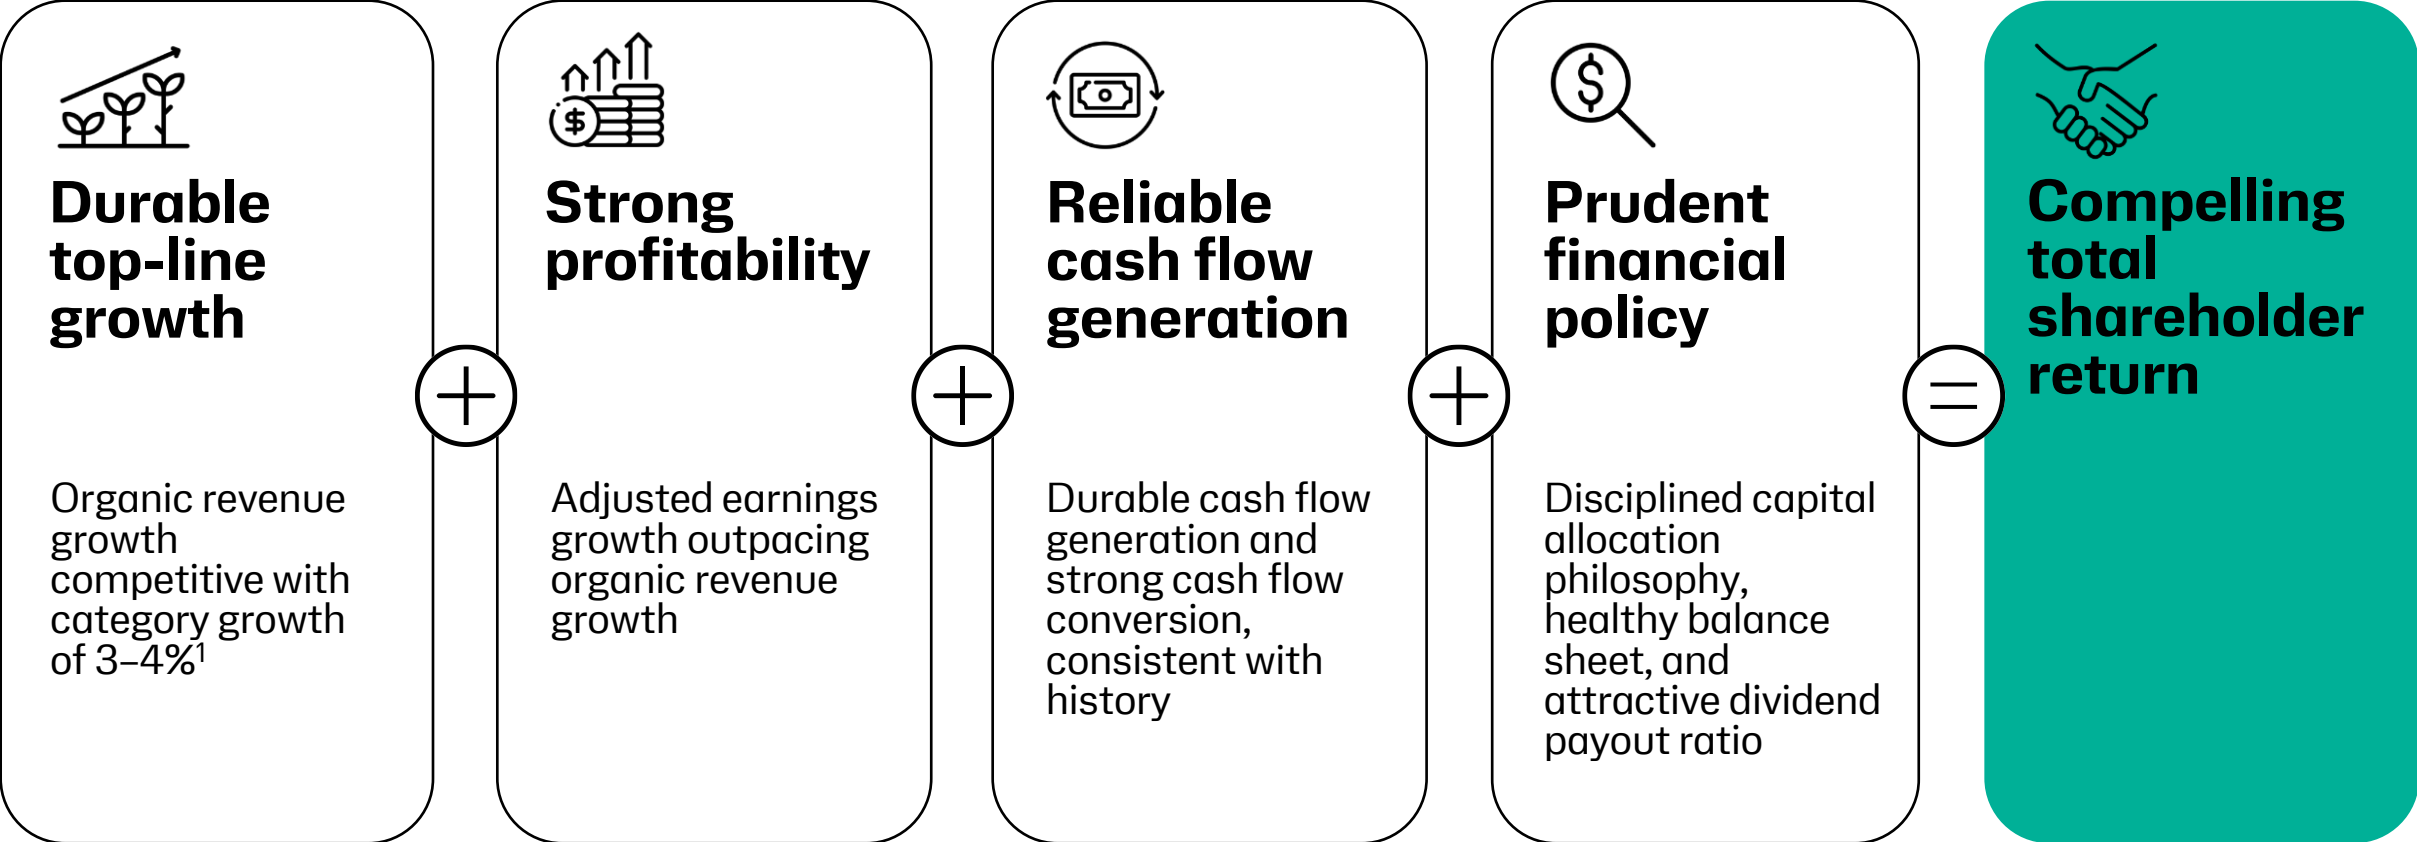 Durable
top-line
growth
Organic revenue
growth
competitive with
category growth
of 3–4%¹
+
Strong
profitability
Adjusted earnings
growth outpacing
organic revenue
growth
+
Reliable
cash flow
generation
Durable cash flow
generation and
strong cash flow
conversion,
consistent with
history
+
Prudent
financial
policy
Disciplined capital
allocation
philosophy,
healthy balance
sheet, and
attractive dividend
payout ratio
=
Compelling
total
shareholder
return